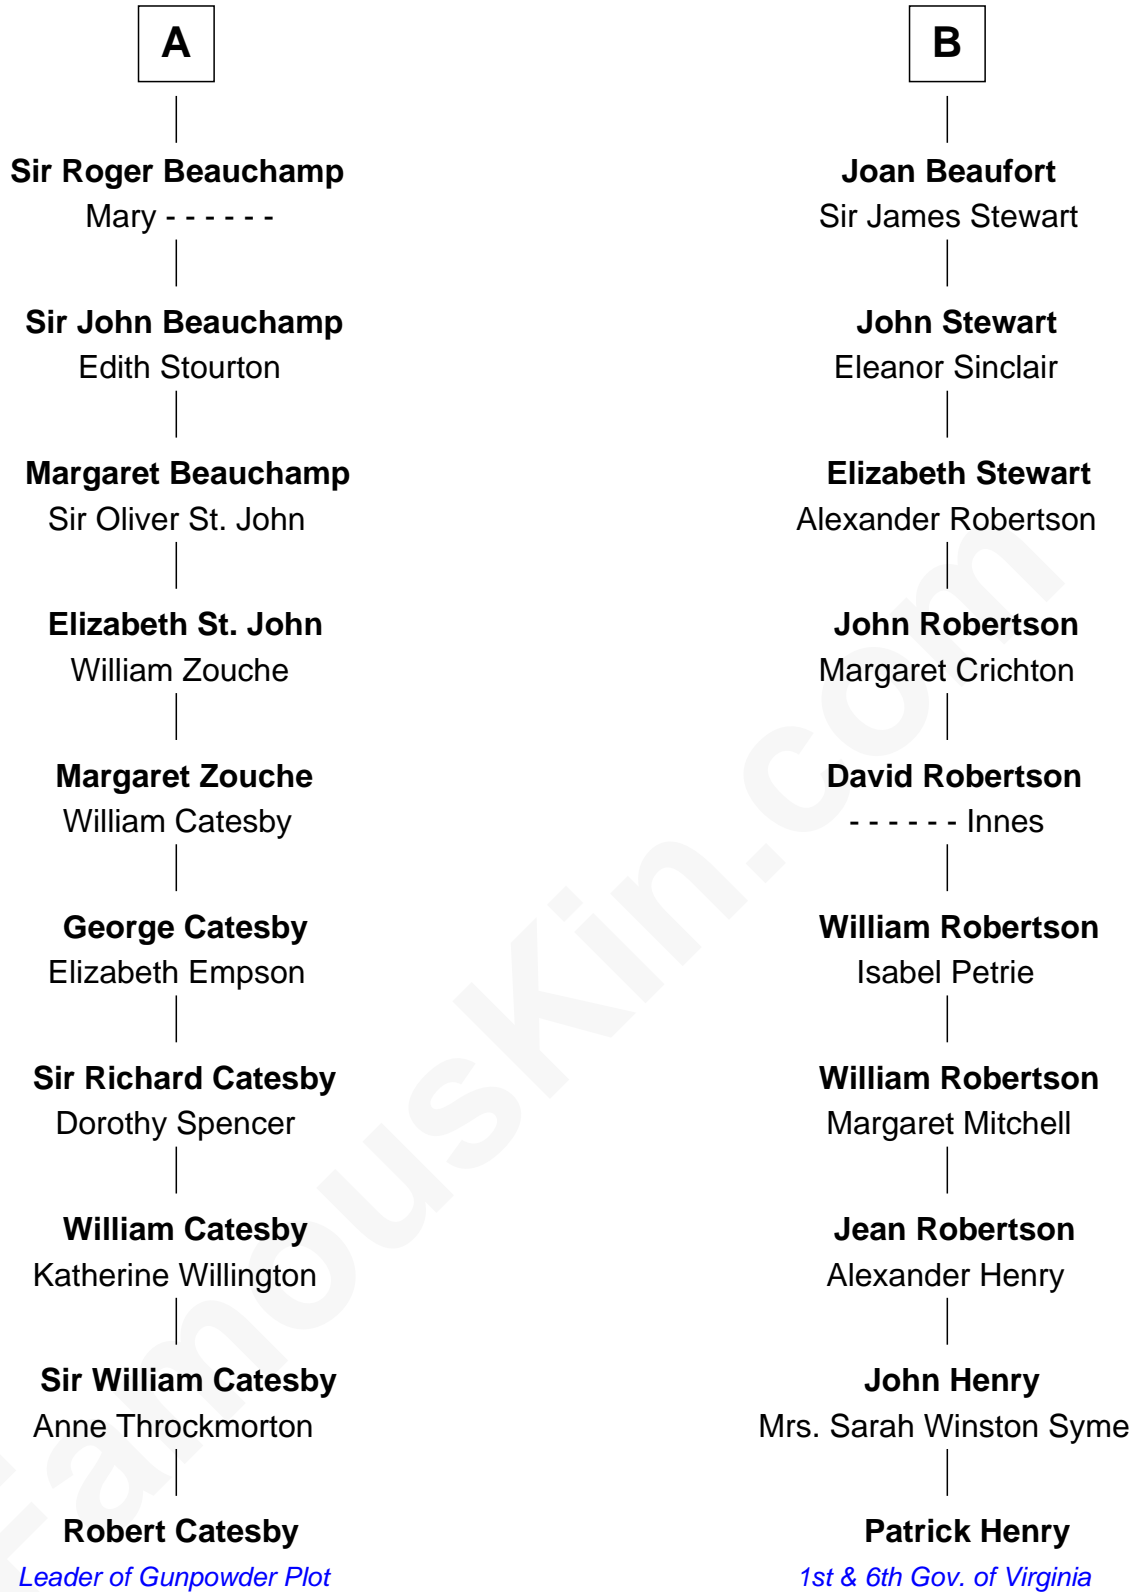 A
Sir Roger Beauchamp
Mary - - - - - -
Sir John Beauchamp
Edith Stourton
Margaret Beauchamp
Sir Oliver St. John
Elizabeth St. John
William Zouche
Margaret Zouche
William Catesby
George Catesby
Elizabeth Empson
Sir Richard Catesby
Dorothy Spencer
William Catesby
Katherine Willington
Sir William Catesby
Anne Throckmorton
Robert Catesby
Leader of Gunpowder Plot
B
Joan Beaufort
Sir James Stewart
John Stewart
Eleanor Sinclair
Elizabeth Stewart
Alexander Robertson
John Robertson
Margaret Crichton
David Robertson
- - - - - - Innes
William Robertson
Isabel Petrie
William Robertson
Margaret Mitchell
Jean Robertson
Alexander Henry
John Henry
Mrs. Sarah Winston Syme
Patrick Henry
1st & 6th Gov. of Virginia
FamousKin.com